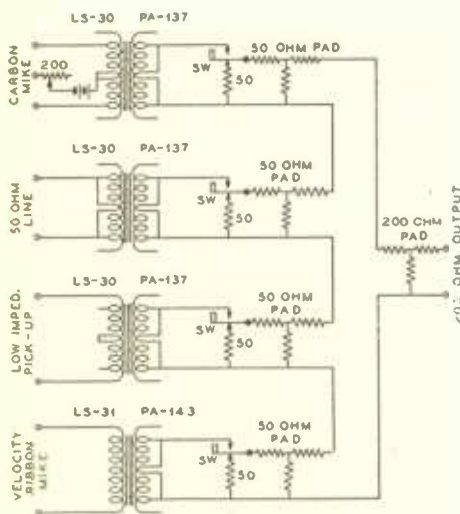 LS-30 PA-137
CARBON MIKE
200
SW
50
50 OHM PAD
LS-30 PA-137
50 OHM LINE
SW
50
50 OHM PAD
200 OHM PAD
LS-30 PA-137
LOW IMPED. PICK-UP
SW
50
50 OHM PAD
OHM OUTPUT
LS-31 PA-143
VELOCITY RIBBON MIKE
SW
50
50 OHM PAD